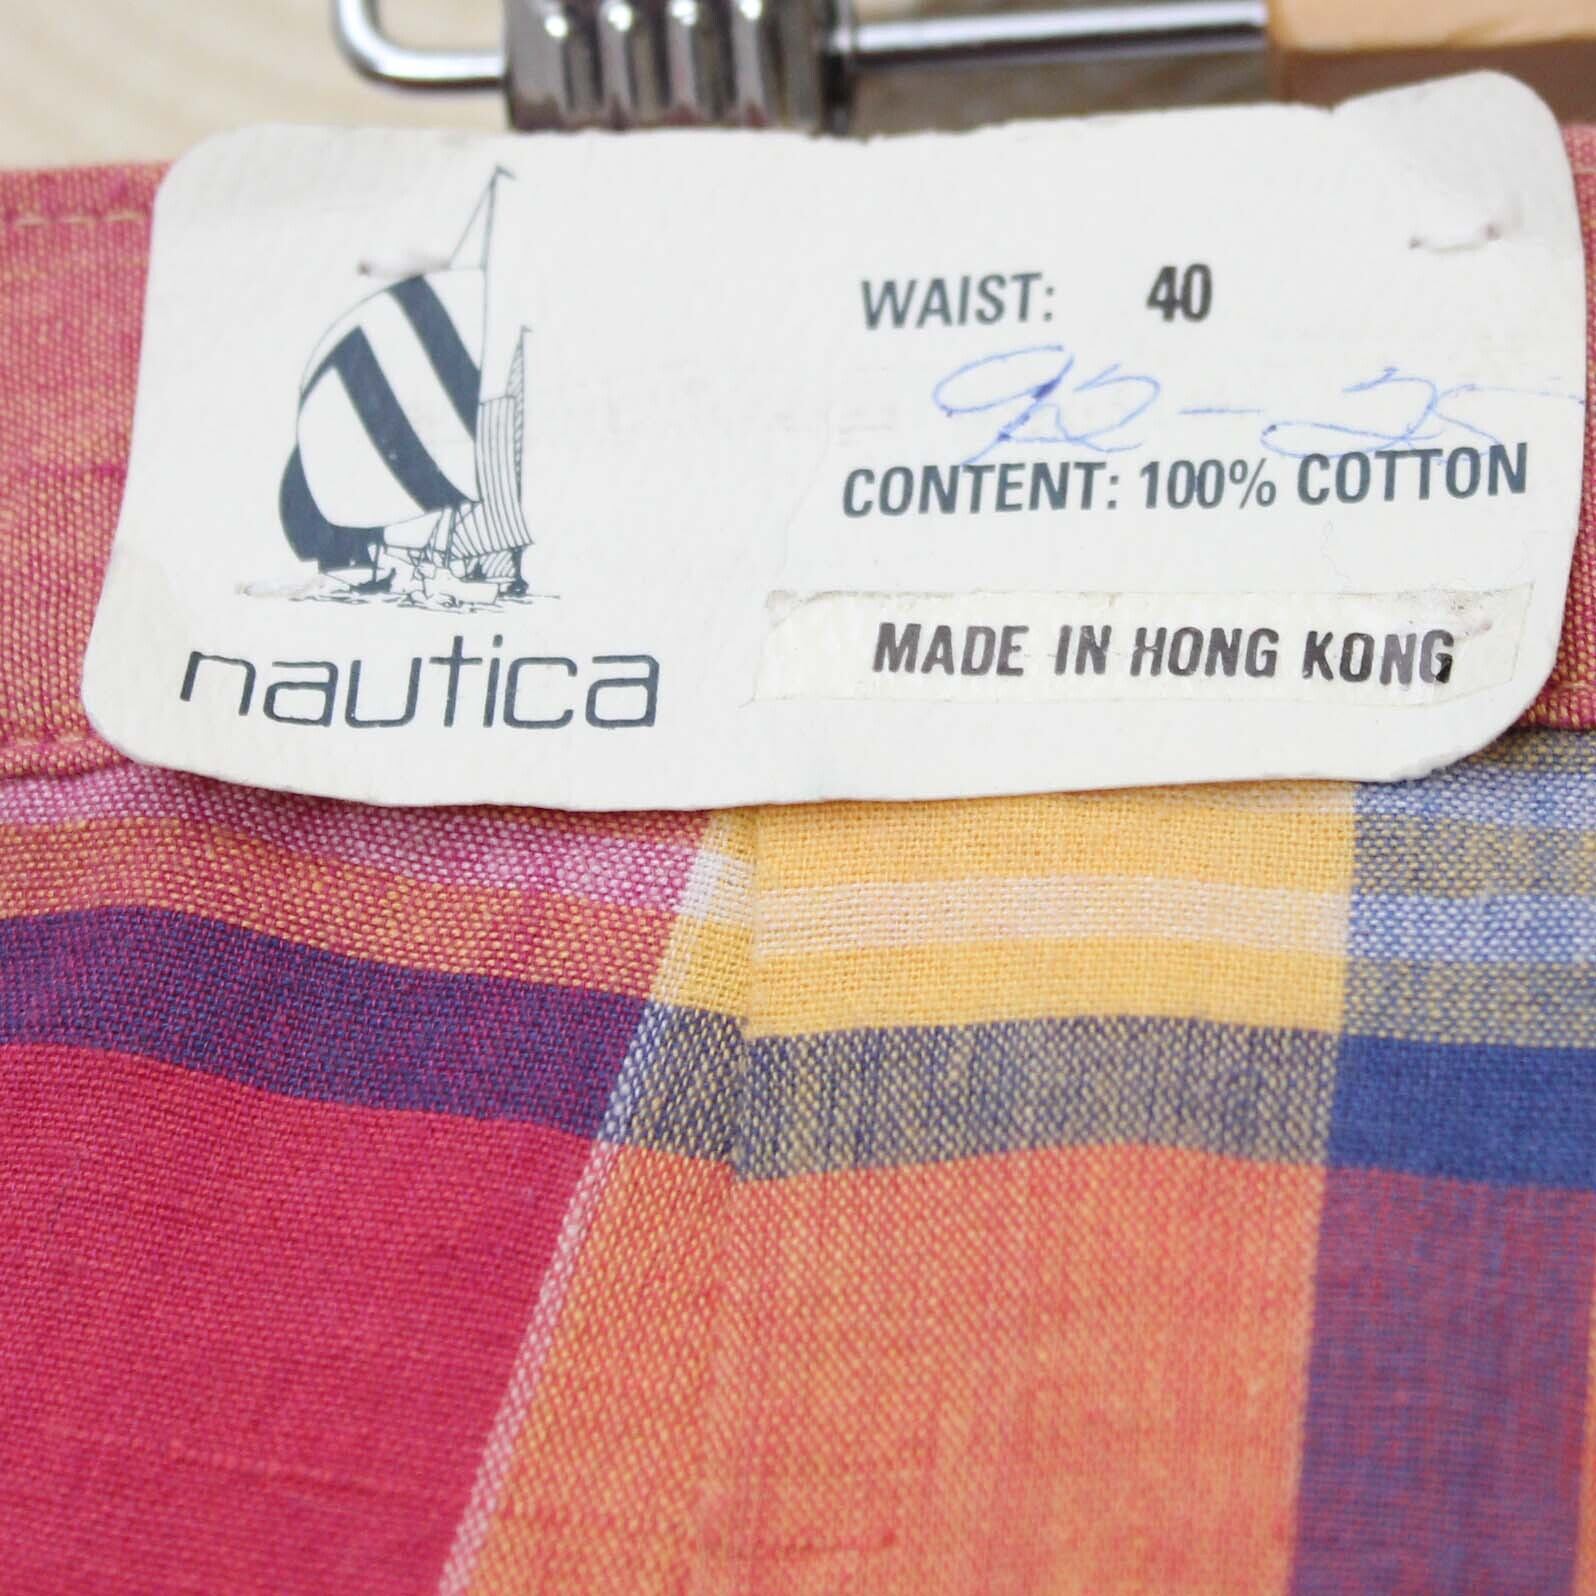 WAIST: 40
CONTENT: 100% COTTON
MADE IN HONG KONG
nautica